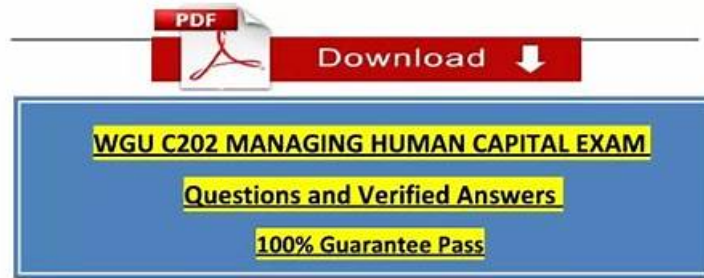 PDF
Download
WGU C202 MANAGING HUMAN CAPITAL EXAM
Questions and Verified Answers
100% Guarantee Pass